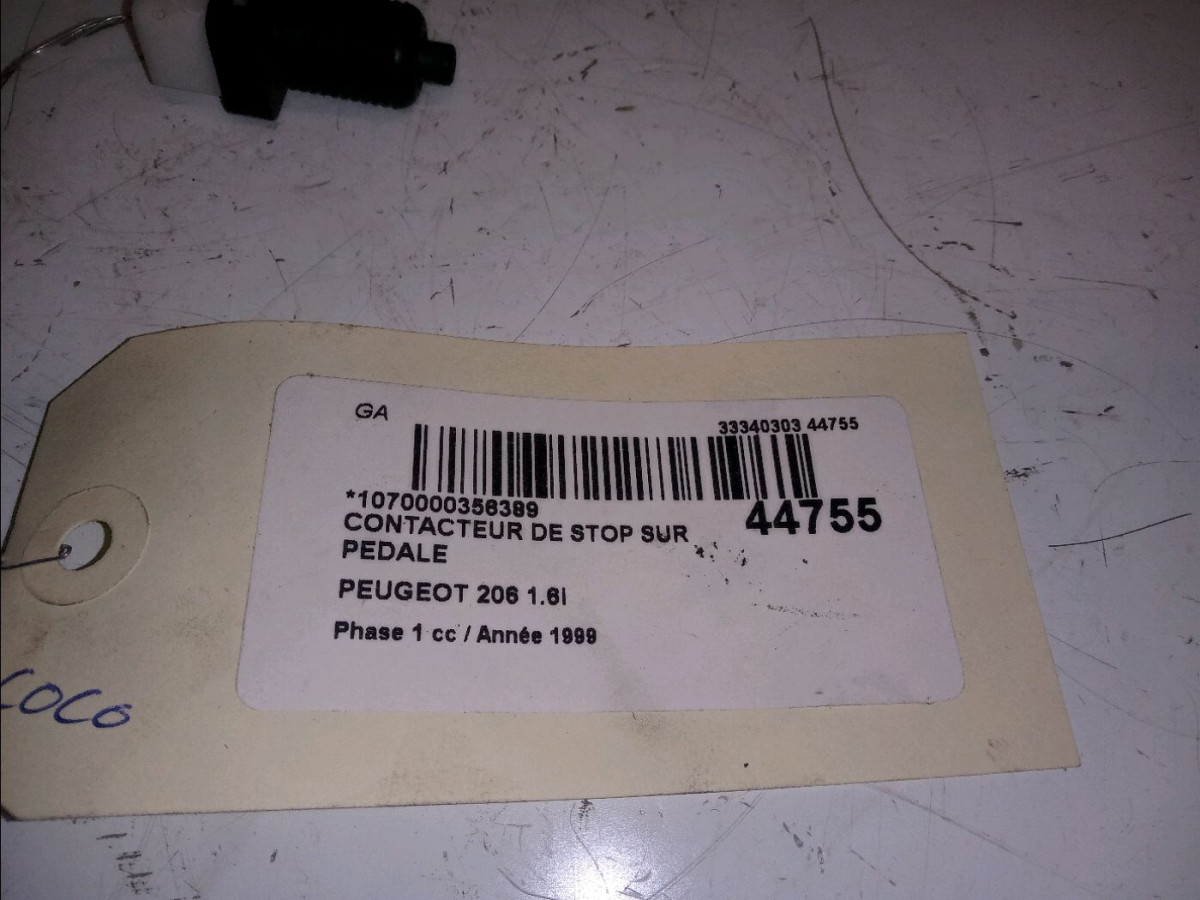 GA
33340303 44755
*1070000356389
44755
CONTACTEUR DE STOP SUR
PEDALE
PEUGEOT 206 1.6I
Phase 1 cc / Année 1999
COCO